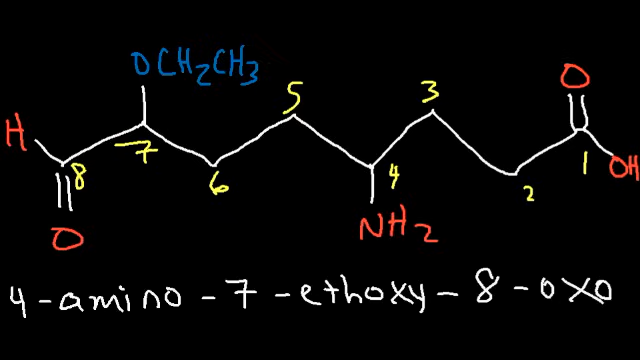 OCH2CH3
5 3 O
H 7 8 6 4 1 OH
2
O NH2
4-amino-7-ethoxy-8-oxo